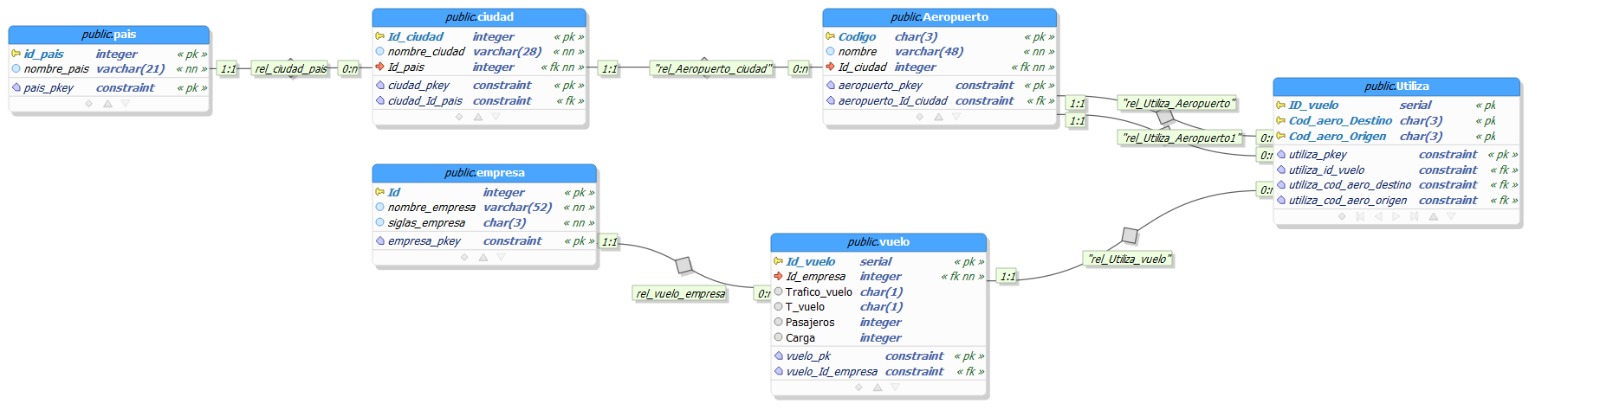 public.pais
id_pais integer « pk »
nombre_pais varchar(21) « nn »
pais_pkey constraint « pk »
1:1
rel_ciudad_pais
0:n
public.ciudad
Id_ciudad integer « pk »
nombre_ciudad varchar(28) « nn »
Id_pais integer « fk nn »
ciudad_pkey constraint « pk »
ciudad_Id_pais constraint « fk »
1:1
"rel_Aeropuerto_ciudad"
0:n
public.Aeropuerto
Codigo char(3) « pk »
nombre varchar(48) « nn »
Id_ciudad integer « fk nn »
aeropuerto_pkey constraint « pk »
aeropuerto_Id_ciudad constraint « fk »
1:1
"rel_Utiliza_Aeropuerto"
1:1
"rel_Utiliza_Aeropuerto1"
0:n
0:n
public.Utiliza
ID_vuelo serial « pk
Cod_aero_Destino char(3) « pk
Cod_aero_Origen char(3) « pk
utiliza_pkey constraint « pk »
utiliza_id_vuelo constraint « fk »
utiliza_cod_aero_destino constraint « fk »
utiliza_cod_aero_origen constraint « fk »
public.empresa
Id integer « pk »
nombre_empresa varchar(52) « nn »
siglas_empresa char(3) « nn »
empresa_pkey constraint « pk »
1:1
rel_vuelo_empresa
0:n
public.vuelo
Id_vuelo serial « pk »
Id_empresa integer « fk nn »
Trafico_vuelo char(1)
T_vuelo char(1)
Pasajeros integer
Carga integer
vuelo_pk constraint « pk »
vuelo_Id_empresa constraint « fk »
1:1
"rel_Utiliza_vuelo"
0:n